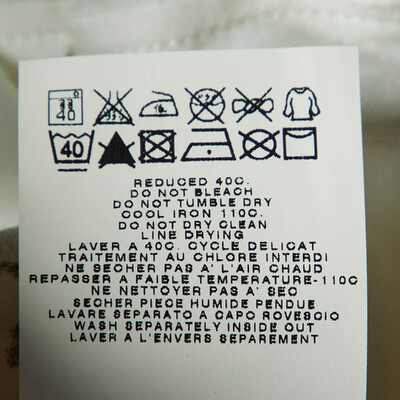 40
40
REDUCED 40C.
DO NOT BLEACH
DO NOT TUMBLE DRY
COOL IRON 110C.
DO NOT DRY CLEAN
LINE DRYING
LAVER A 40C. CYCLE DELICAT
TRAITEMENT AU CHLORE INTERDI
NE SECHER PAS A' L'AIR CHAUD
REPASSER A FAIBLE TEMPERATURE-110C
NE NETTOYER PAS A' SEC
SECHER PIECE HUMIDE PENDUE
LAVARE SEPARATO A CAPO ROVESCIO
WASH SEPARATELY INSIDE OUT
LAVER A L'ENVERS SEPAREMENT